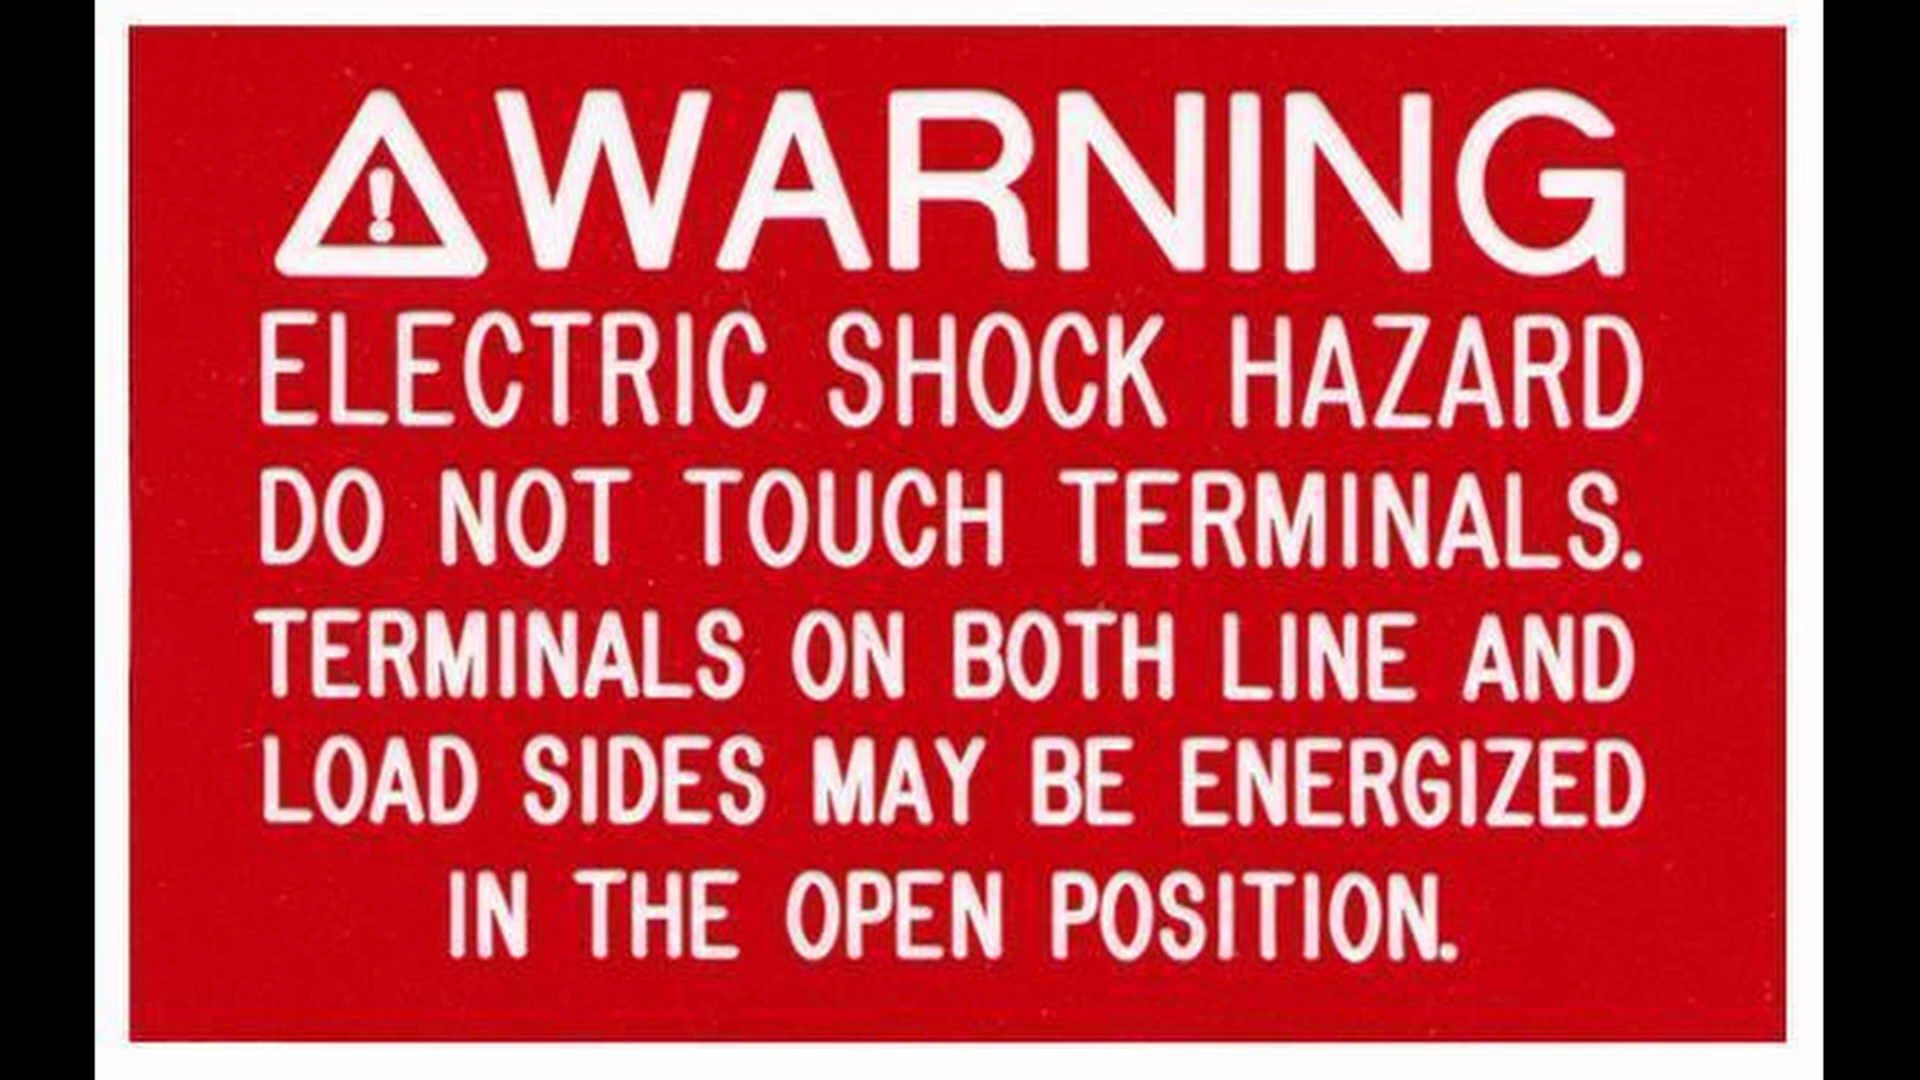 ⚠WARNING
ELECTRIC SHOCK HAZARD
DO NOT TOUCH TERMINALS.
TERMINALS ON BOTH LINE AND
LOAD SIDES MAY BE ENERGIZED
IN THE OPEN POSITION.